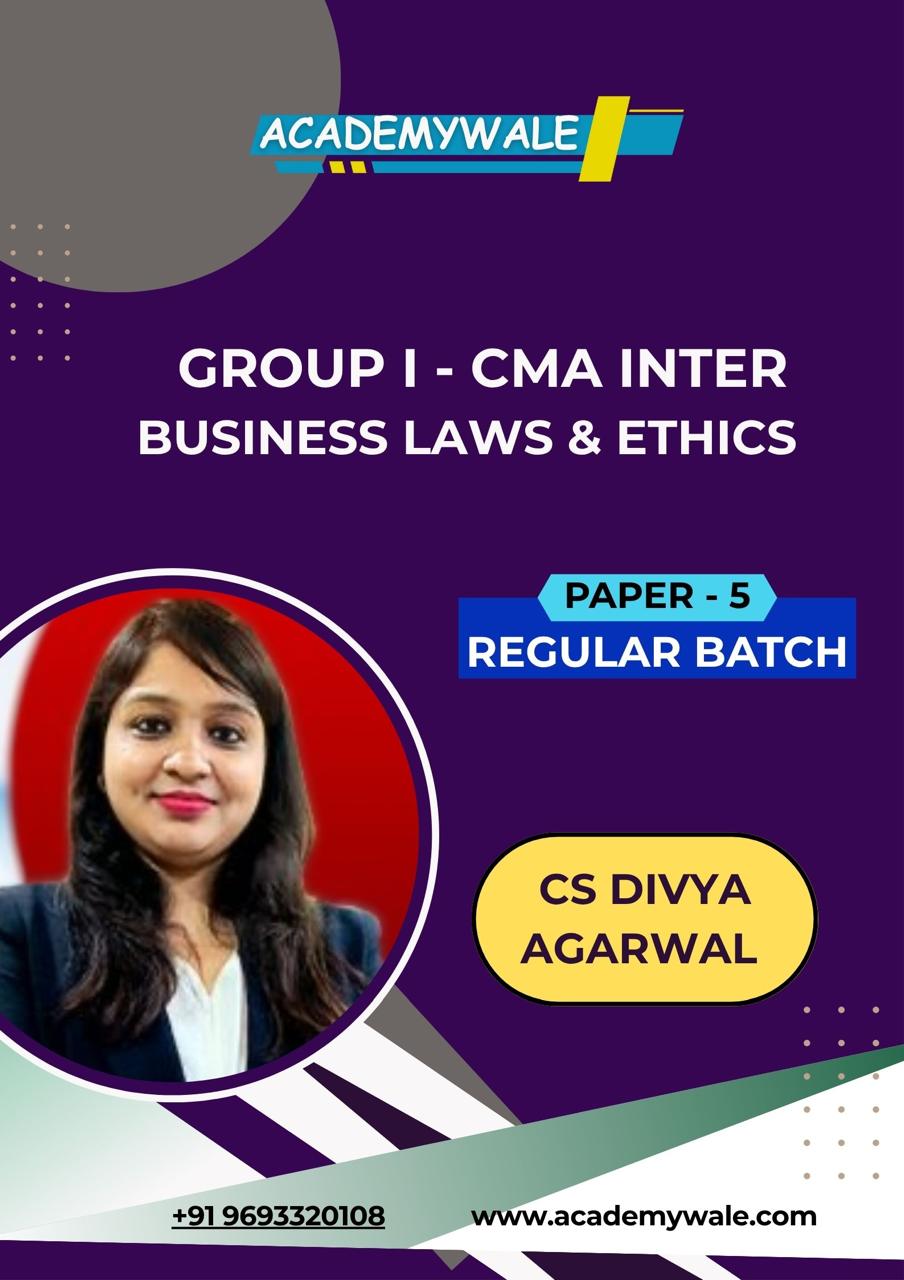 ACADEMYWALE
GROUP I - CMA INTER
BUSINESS LAWS & ETHICS
PAPER - 5
REGULAR BATCH
CS DIVYA
AGARWAL
+91 9693320108
www.academywale.com